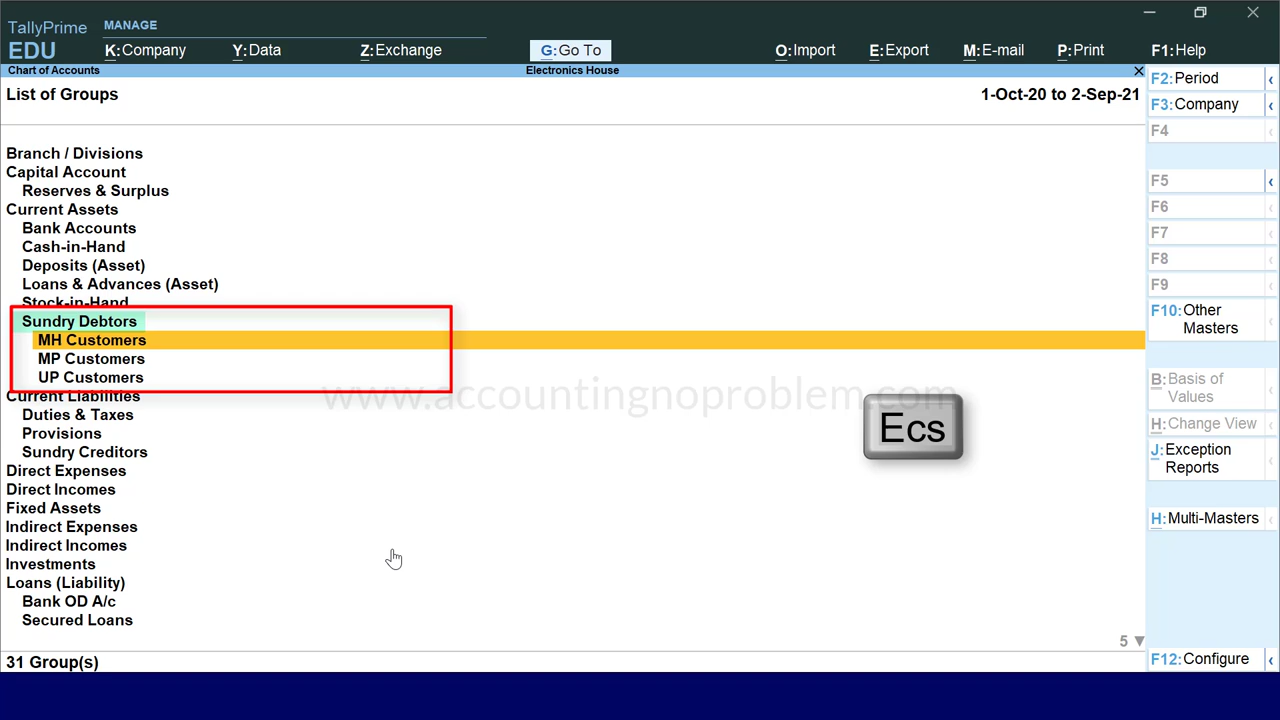 TallyPrime MANAGE
EDU K:Company Y:Data Z:Exchange G:Go To O:Import E:Export M:E-mail P:Print F1:Help
Chart of Accounts Electronics House
List of Groups 1-Oct-20 to 2-Sep-21
Branch / Divisions
Capital Account
Reserves & Surplus
Current Assets
Bank Accounts
Cash-in-Hand
Deposits (Asset)
Loans & Advances (Asset)
Stock-in-Hand
Sundry Debtors
MH Customers
MP Customers
UP Customers
Current Liabilities
Duties & Taxes
Provisions
Sundry Creditors
Direct Expenses
Direct Incomes
Fixed Assets
Indirect Expenses
Indirect Incomes
Investments
Loans (Liability)
Bank OD A/c
Secured Loans
5 ▼
31 Group(s)
www.accountingnoproblem.com
Ecs
F2:Period
F3:Company
F4
F5
F6
F7
F8
F9
F10:Other
Masters
B:Basis of
Values
H:Change View
J:Exception
Reports
H:Multi-Masters
F12:Configure